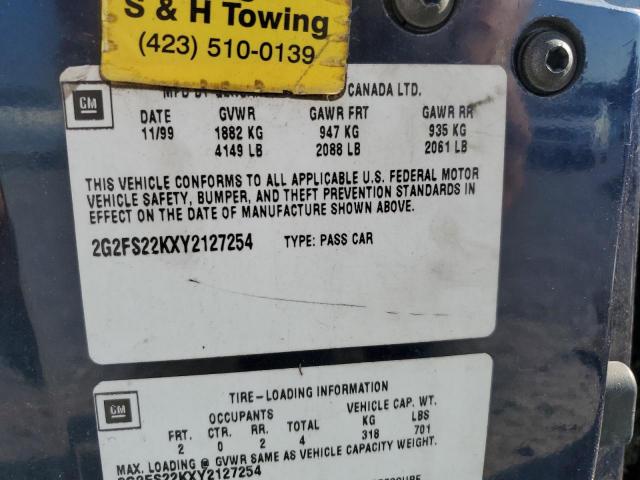 S & H Towing
(423) 510-0139
GM
CANADA LTD.
DATE GVWR GAWR FRT GAWR RR
11/99 1882 KG 947 KG 935 KG
4149 LB 2088 LB 2061 LB
THIS VEHICLE CONFORMS TO ALL APPLICABLE U.S. FEDERAL MOTOR
VEHICLE SAFETY, BUMPER, AND THEFT PREVENTION STANDARDS IN
EFFECT ON THE DATE OF MANUFACTURE SHOWN ABOVE.
2G2FS22KXY2127254 TYPE: PASS CAR
GM
TIRE-LOADING INFORMATION
OCCUPANTS VEHICLE CAP. WT.
FRT. CTR. RR. TOTAL KG LBS
2 0 2 4 318 701
MAX. LOADING @ GVWR SAME AS VEHICLE CAPACITY WEIGHT.
2G2FS22KXY2127254